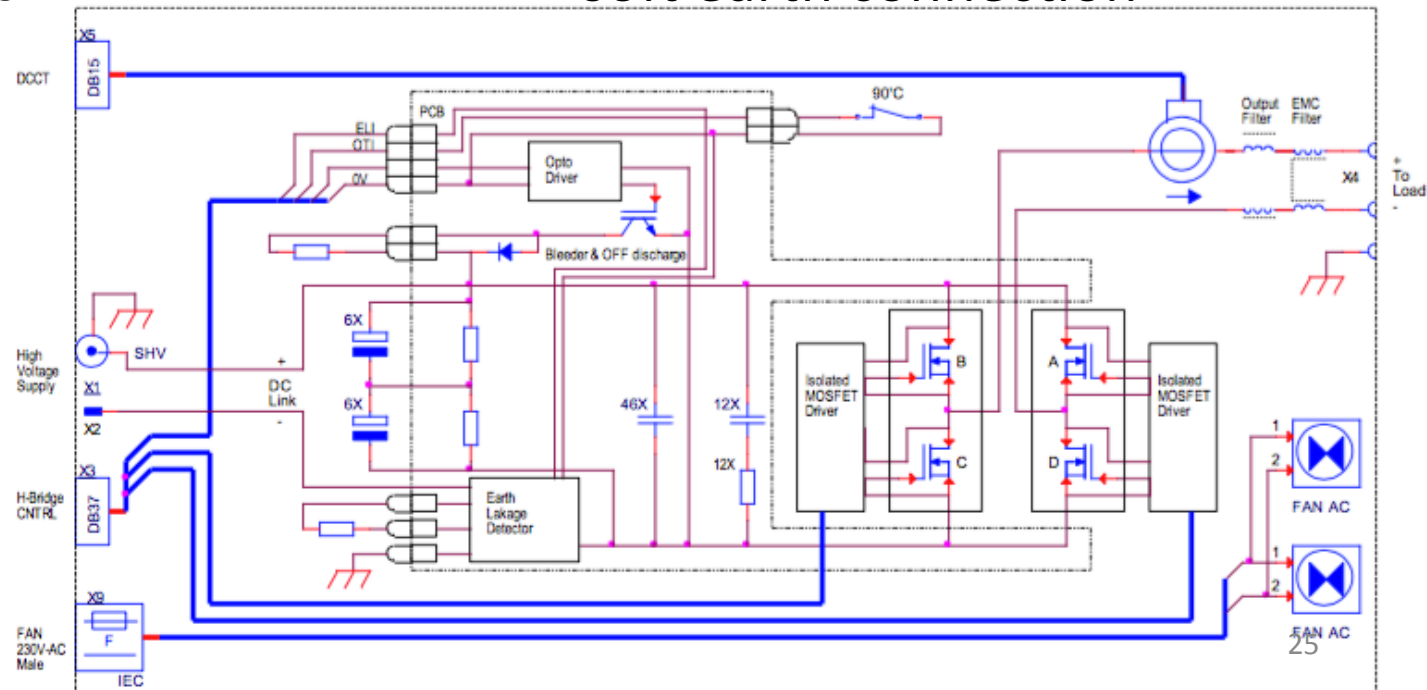 soft earth connection
X5
DB15
DCCT
PCB
ELI
OTI
0V
Opto
Driver
90°C
Output
Filter
EMC
Filter
X4
+
To
Load
-
Bleeder & OFF discharge
6X
6X
SHV
High
Voltage
Supply
X1
X2
+
DC
Link
-
46X
12X
12X
Isolated
MOSFET
Driver
B
C
A
D
Isolated
MOSFET
Driver
X3
DB37
H-Bridge
CNTRL
Earth
Lakage
Detector
1
2
FAN AC
1
2
FAN AC
25
X9
F
FAN
230V-AC
Male
IEC